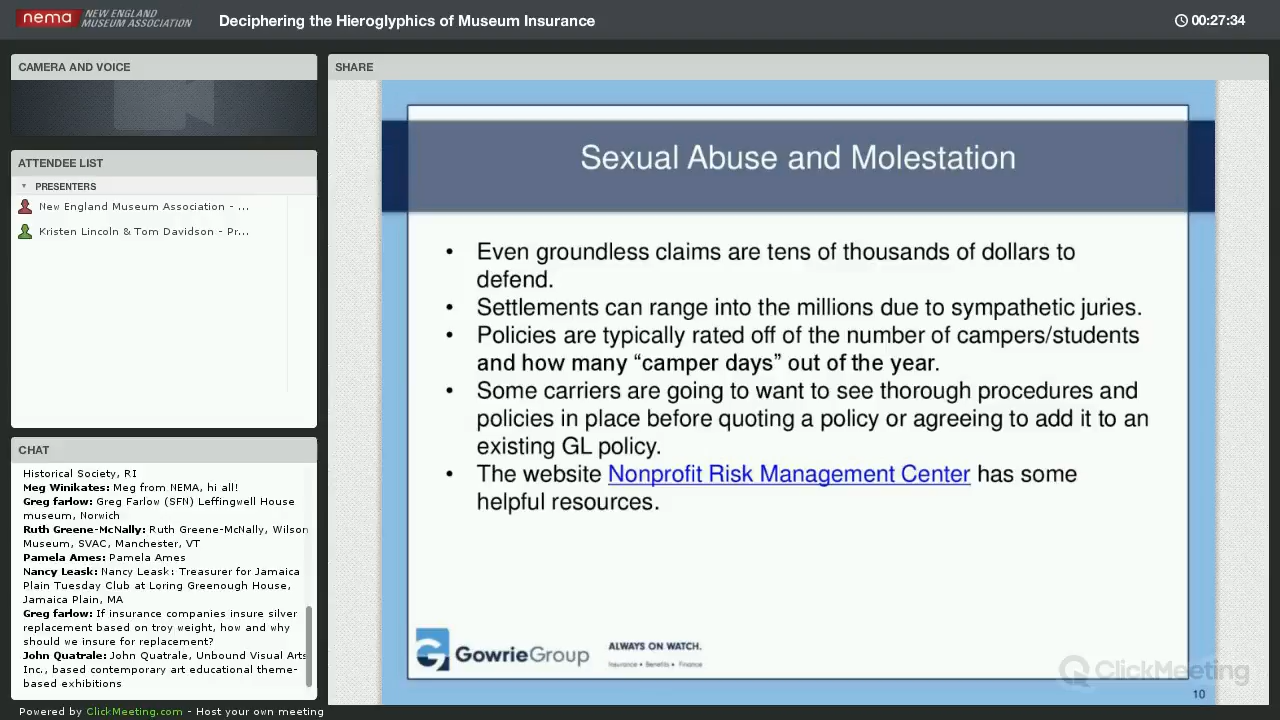 nema NEW ENGLAND
MUSEUM ASSOCIATION
Deciphering the Hieroglyphics of Museum Insurance
00:27:34
CAMERA AND VOICE
ATTENDEE LIST
PRESENTERS
New England Museum Association - ...
Kristen Lincoln & Tom Davidson - Pr...
CHAT
Historical Society, RI
Meg Winikates: Meg from NEMA, hi all!
Greg farlow: Greg Farlow (SFN) Leffingwell House
museum, Norwich
Ruth Greene-McNally: Ruth Greene-McNally, Wilson
Museum, SVAC, Manchester, VT
Pamela Ames: Pamela Ames
Nancy Leask: Nancy Leask: Treasurer for Jamaica
Plain Tuesday Club at Loring Greenough House,
Jamaica Plain, MA
Greg farlow: If insurance companies insure silver
replacement based on troy weight, how and why
should we insure for replacement?
John Quatrale: John Quatrale, Unbound Visual Arts
Inc., based contemporary art educational theme-
based exhibitions
Powered by ClickMeeting.com - Host your own meeting
SHARE
Sexual Abuse and Molestation
• Even groundless claims are tens of thousands of dollars to
defend.
• Settlements can range into the millions due to sympathetic juries.
• Policies are typically rated off of the number of campers/students
and how many “camper days” out of the year.
• Some carriers are going to want to see thorough procedures and
policies in place before quoting a policy or agreeing to add it to an
existing GL policy.
• The website Nonprofit Risk Management Center has some
helpful resources.
GowrieGroup
ALWAYS ON WATCH.
Insurance • Benefits • Finance
ClickMeeting
10